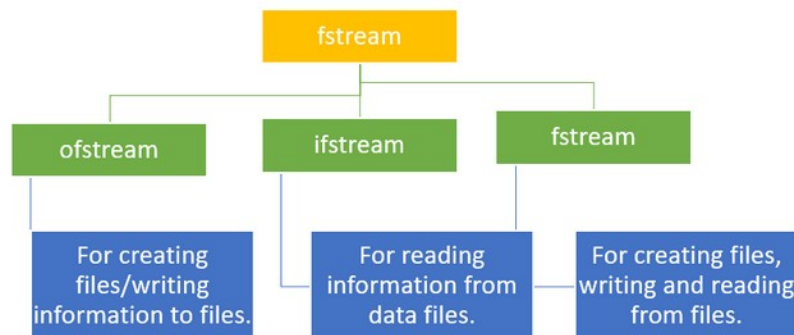 fstream
ofstream
ifstream
fstream
For creating
files/writing
information to files.
For reading
information from
data files.
For creating files,
writing and reading
from files.